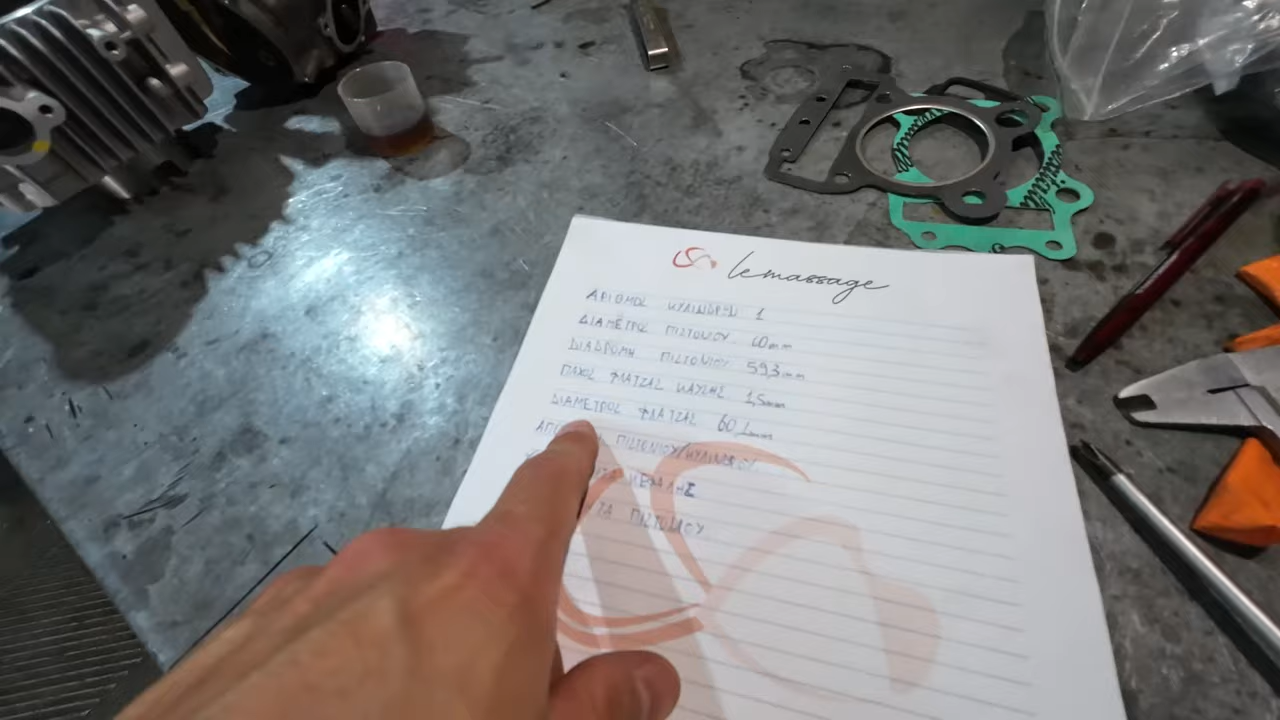 lemassage
ΑΡΙΘΜΟΣ ΚΥΛΙΝΔΡΩΝ 1
ΔΙΑΜΕΤΡΟΣ ΠΙΣΤΟΝΙΟΥ 60mm
ΔΙΑΔΡΟΜΗ ΠΙΣΤΟΝΙΟΥ 59,3mm
ΠΑΧΟΣ ΦΛΑΤΖΑΣ ΚΑΥΣΗΣ 1,5mm
ΔΙΑΜΕΤΡΟΣ ΦΛΑΤΖΑΣ 60,1mm
ΠΙΣΤΟΝΙΟΥ/ΚΥΛΙΝΔΡΟΥ
ΚΕΦΑΛΗΣ
ΠΙΣΤΟΝΙΟΥ